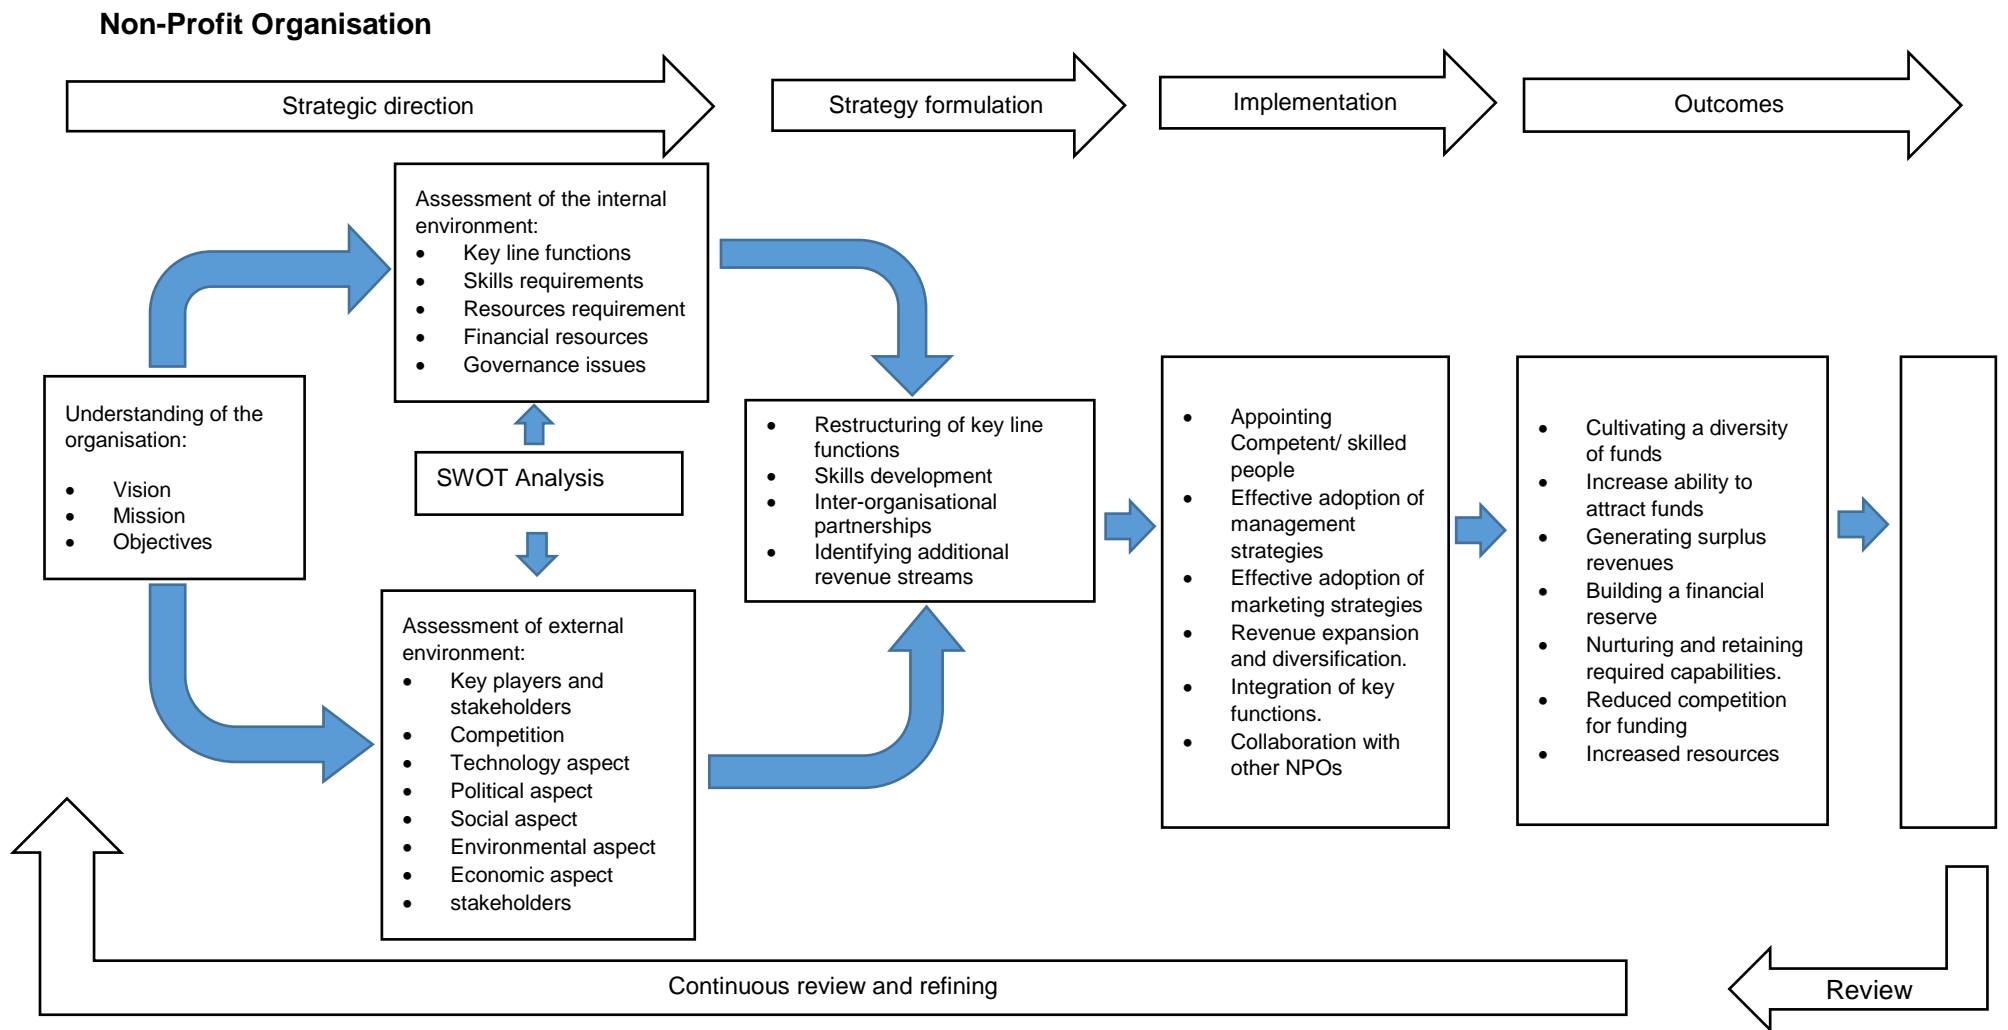 Non-Profit Organisation
Strategic direction
Strategy formulation
Implementation
Outcomes
Assessment of the internal
environment:
• Key line functions
• Skills requirements
• Resources requirement
• Financial resources
• Governance issues
Understanding of the
organisation:
• Vision
• Mission
• Objectives
SWOT Analysis
Assessment of external
environment:
• Key players and
stakeholders
• Competition
• Technology aspect
• Political aspect
• Social aspect
• Environmental aspect
• Economic aspect
• stakeholders
• Restructuring of key line
functions
• Skills development
• Inter-organisational
partnerships
• Identifying additional
revenue streams
• Appointing
Competent/ skilled
people
• Effective adoption of
management
strategies
• Effective adoption of
marketing strategies
• Revenue expansion
and diversification.
• Integration of key
functions.
• Collaboration with
other NPOs
• Cultivating a diversity
of funds
• Increase ability to
attract funds
• Generating surplus
revenues
• Building a financial
reserve
• Nurturing and retaining
required capabilities.
• Reduced competition
for funding
• Increased resources
Continuous review and refining
Review